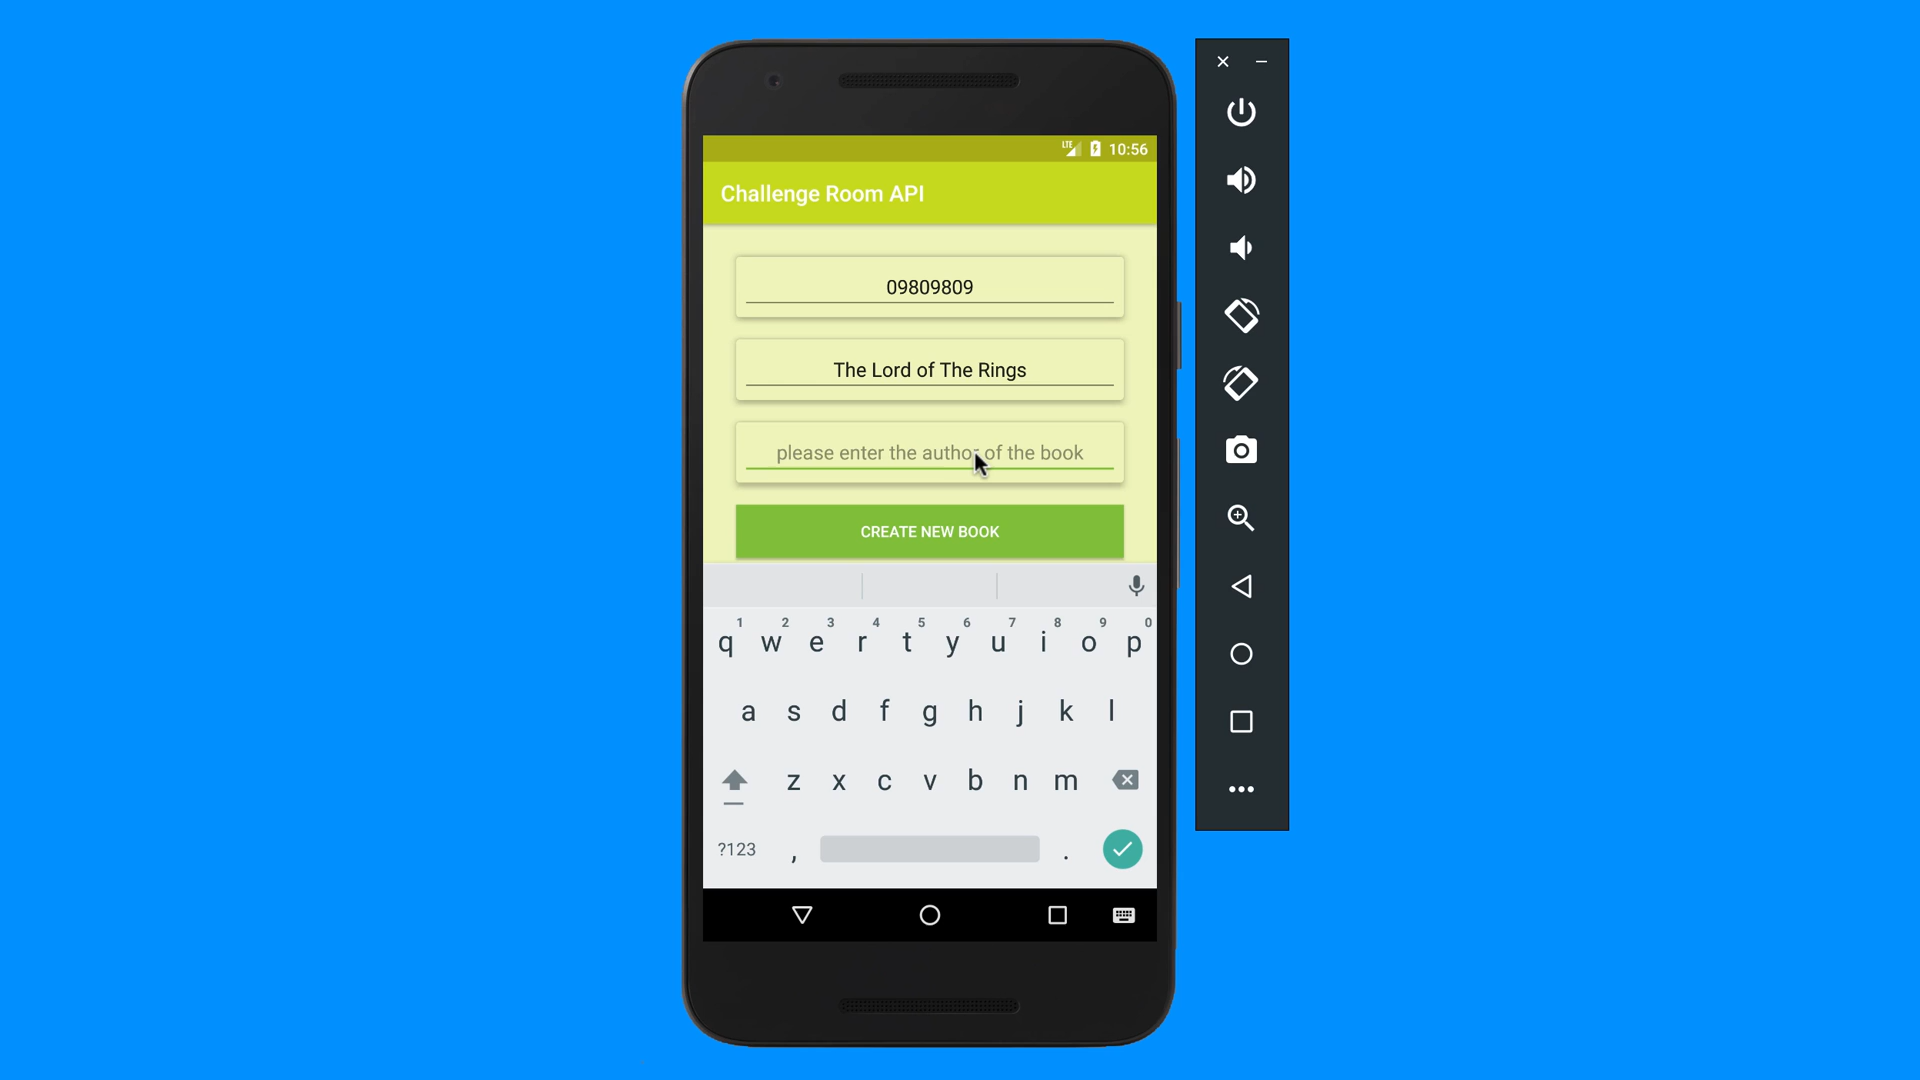 LTE 10:56
Challenge Room API
09809809
The Lord of The Rings
please enter the author of the book
CREATE NEW BOOK
1 2 3 4 5 6 7 8 9 0
q w e r t y u i o p
a s d f g h j k l
z x c v b n m
?123 , .